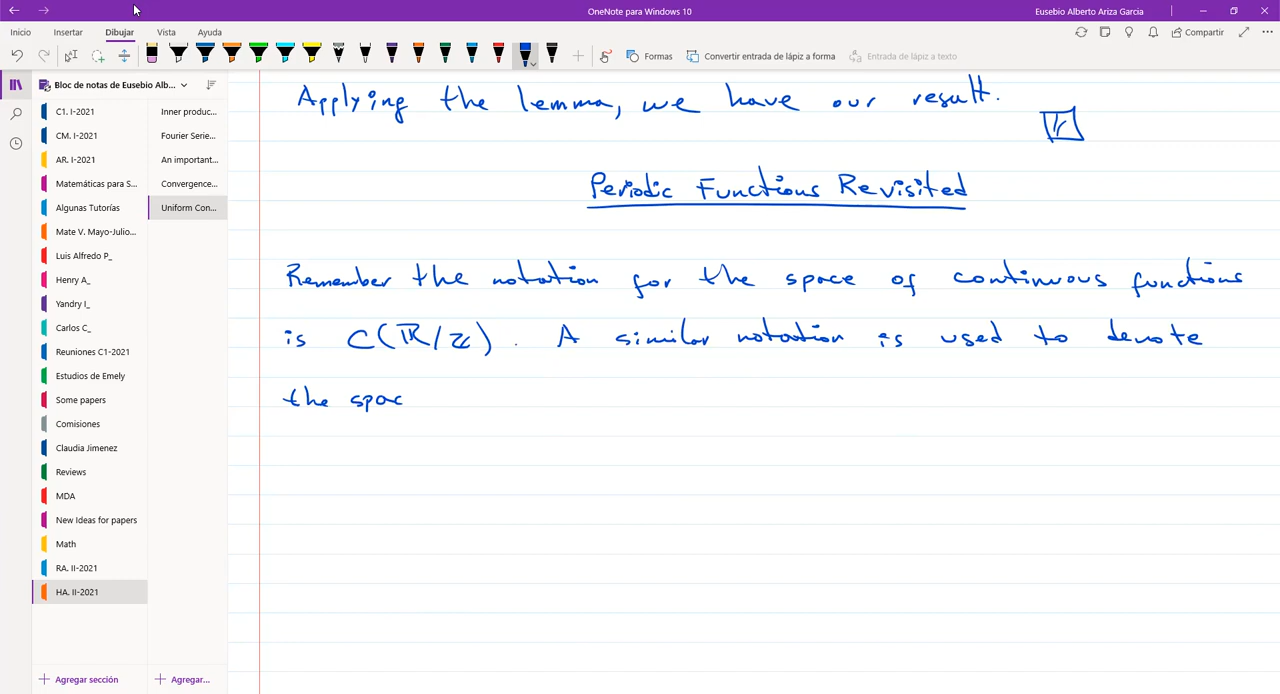 OneNote para Windows 10
Eusebio Alberto Ariza Garcia
Inicio
Insertar
Dibujar
Vista
Ayuda
Compartir
Formas
Convertir entrada de lápiz a forma
Entrada de lápiz a texto
Bloc de notas de Eusebio Alb...
C1. I-2021
CM. I-2021
AR. I-2021
Matemáticas para S...
Algunas Tutorías
Mate V. Mayo-Julio...
Luis Alfredo P_
Henry A_
Yandry I_
Carlos C_
Reuniones C1-2021
Estudios de Emely
Some papers
Comisiones
Claudia Jimenez
Reviews
MDA
New Ideas for papers
Math
RA. II-2021
HA. II-2021
Agregar sección
Inner produc...
Fourier Serie...
An important...
Convergence...
Uniform Con...
Agregar...
Applying the lemma, we have our result.
Periodic Functions Revisited
Remember the notation for the space of continuous functions
is C(ℝ/ℤ). A similar notation is used to denote
the spac